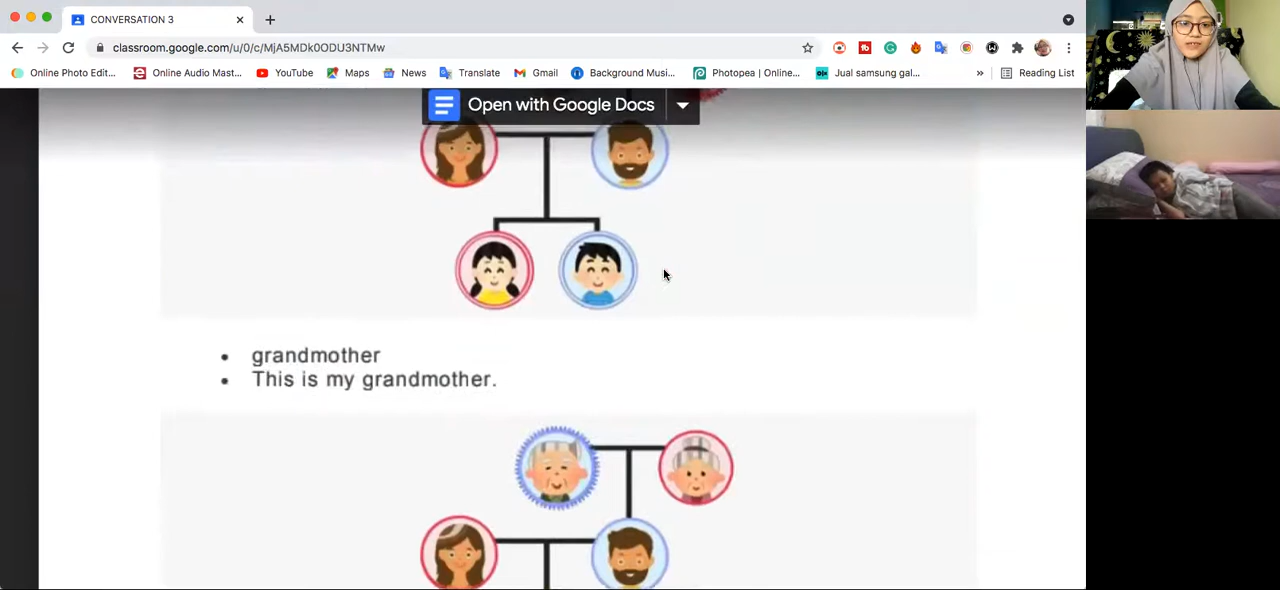 CONVERSATION 3
classroom.google.com/u/0/c/MjA5MDk0ODU3NTMw
Online Photo Edit... Online Audio Mast... YouTube Maps News Translate Gmail Background Musi... Photopea | Online... Jual samsung gal... » Reading List
Open with Google Docs
• grandmother
• This is my grandmother.